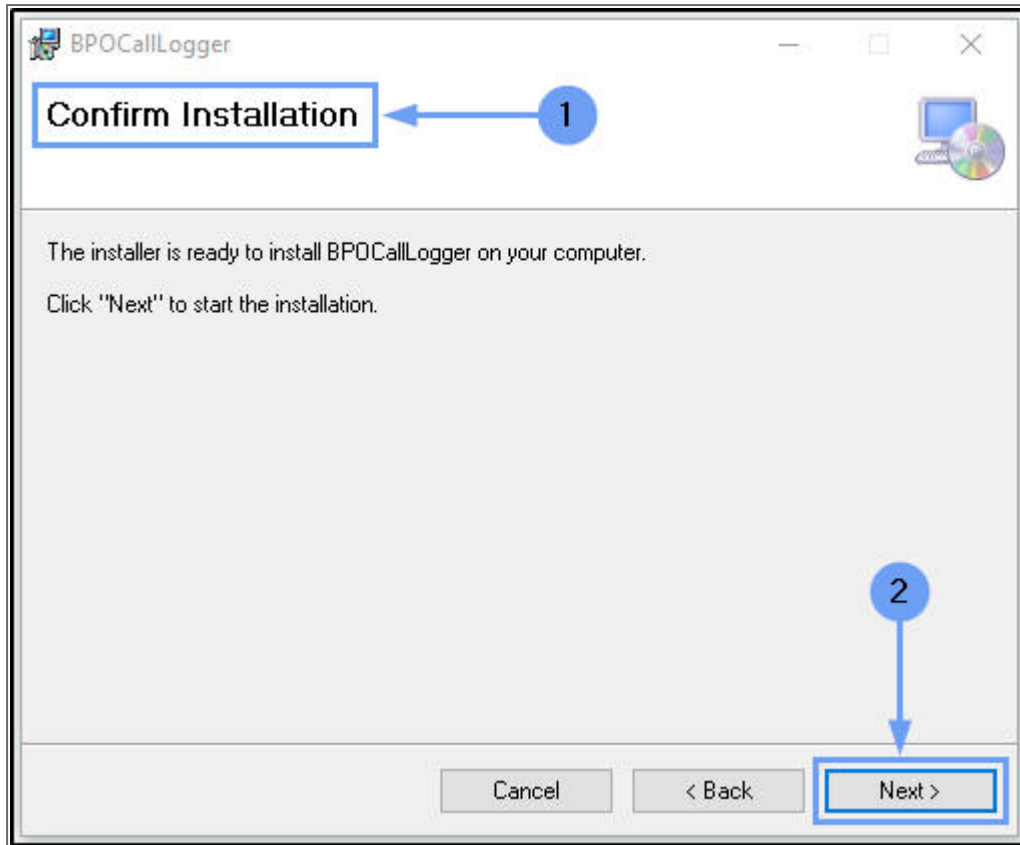 BPOCallLogger
Confirm Installation
1
The installer is ready to install BPOCallLogger on your computer.
Click "Next" to start the installation.
2
Cancel
< Back
Next >